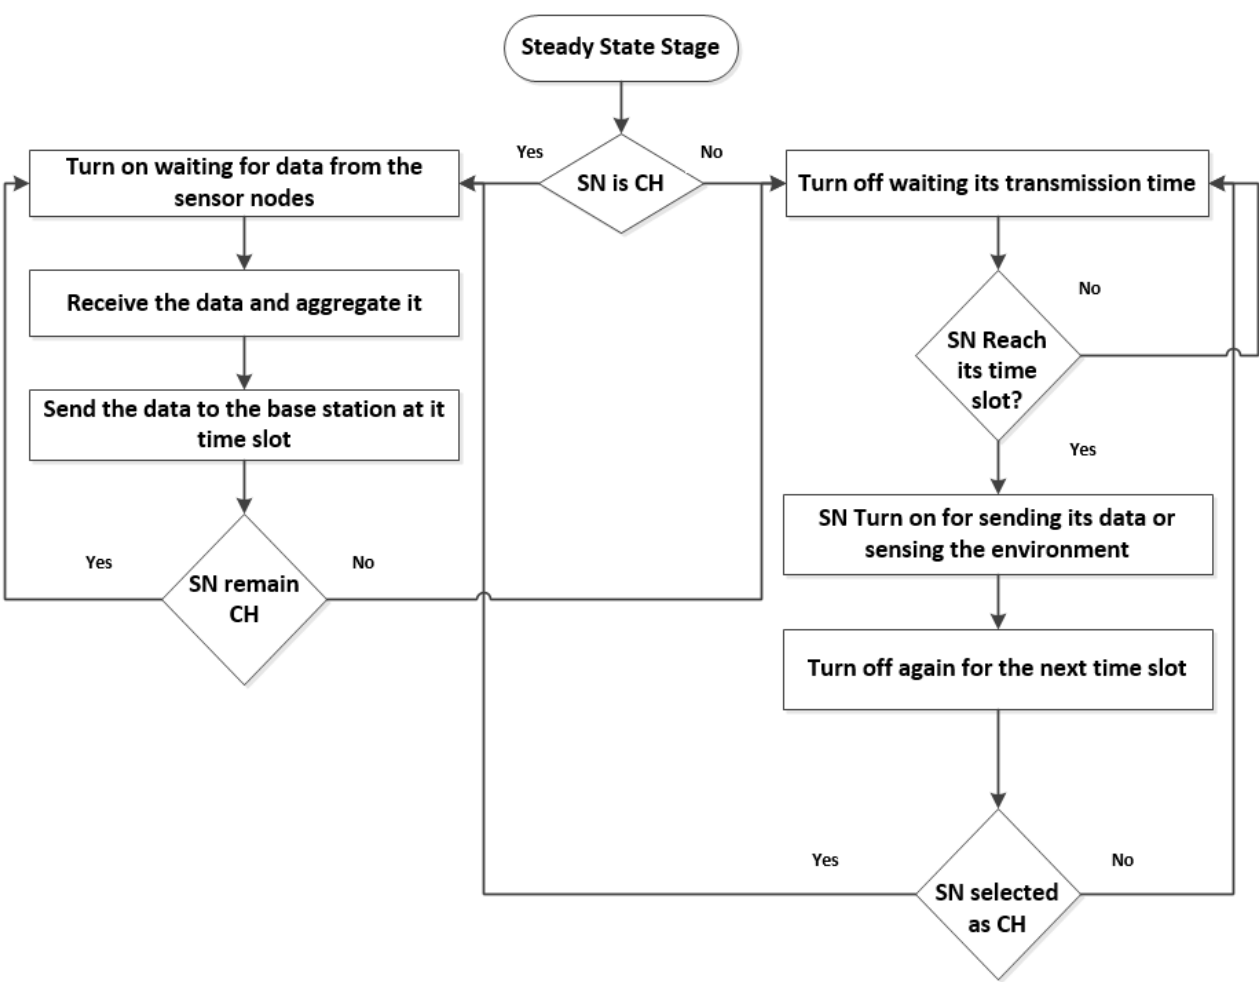 Steady State Stage
Yes
SN is CH
No
Turn on waiting for data from the
sensor nodes
Receive the data and aggregate it
Send the data to the base station at it
time slot
Yes
SN remain
CH
No
Turn off waiting its transmission time
No
SN Reach
its time
slot?
Yes
SN Turn on for sending its data or
sensing the environment
Turn off again for the next time slot
Yes
SN selected
as CH
No